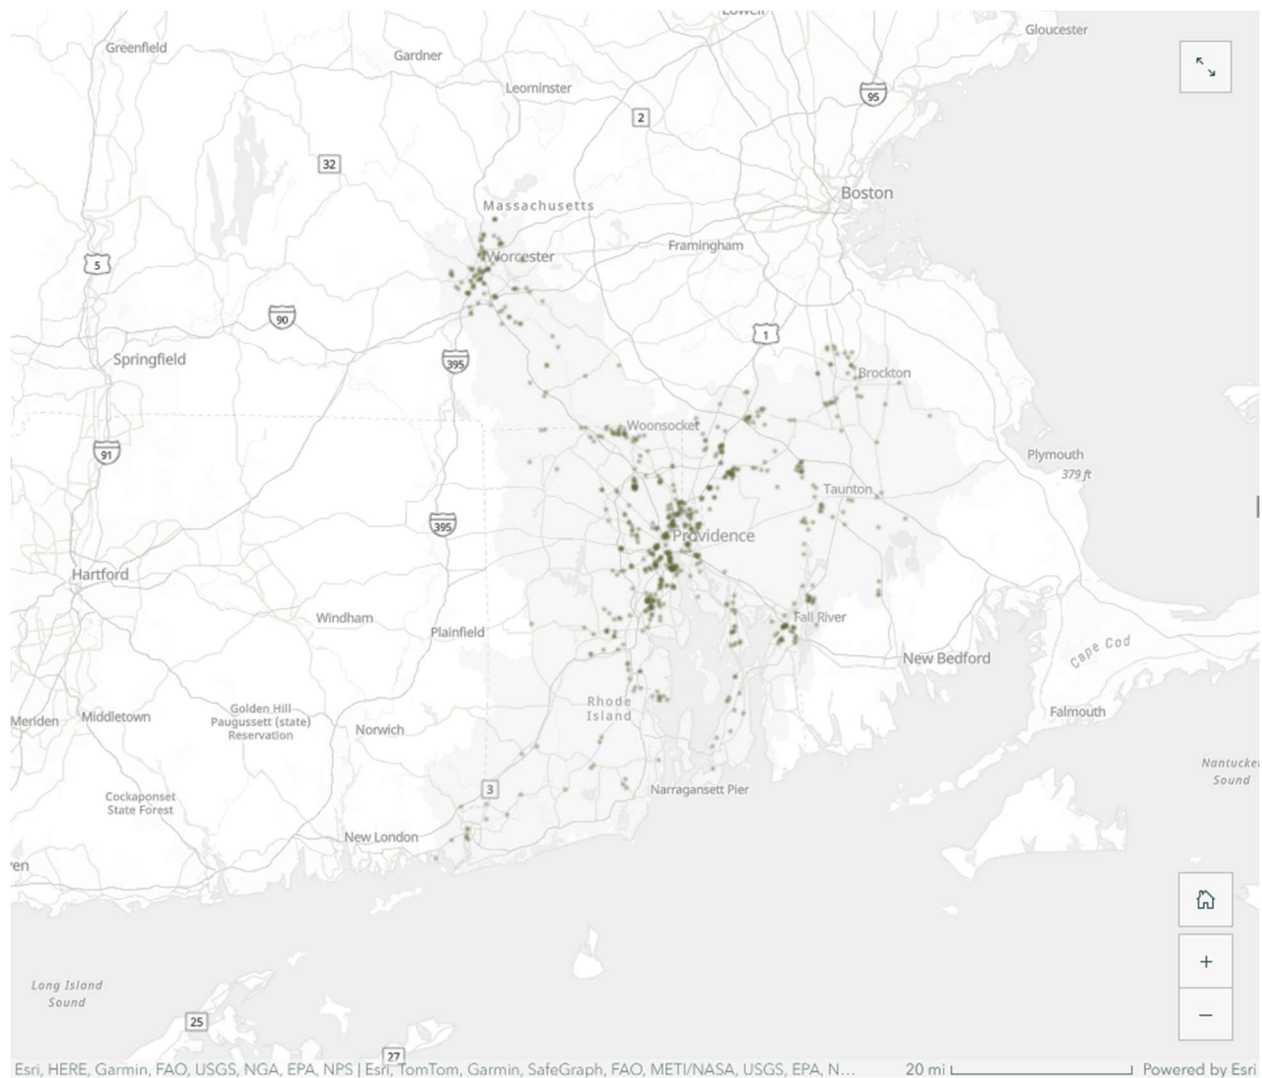 Gloucester
Greenfield
Gardner
Leominster
95
2
32
Boston
Massachusetts
Framingham
Worcester
5
90
1
Springfield
395
Brockton
Woonsocket
91
Plymouth
379 ft
Taunton
395
Providence
Hartford
Windham
Fall River
Plainfield
New Bedford
Cape Cod
Rhode
Island
Golden Hill
Paugussett (state)
Reservation
Meriden
Middletown
Norwich
Falmouth
Nantucke
Sound
3
Narragansett Pier
Cockaponset
State Forest
New London
en
+
−
Long Island
Sound
25
27
Esri, HERE, Garmin, FAO, USGS, NGA, EPA, NPS | Esri, TomTom, Garmin, SafeGraph, FAO, METI/NASA, USGS, EPA, N...
20 mi
Powered by Esri